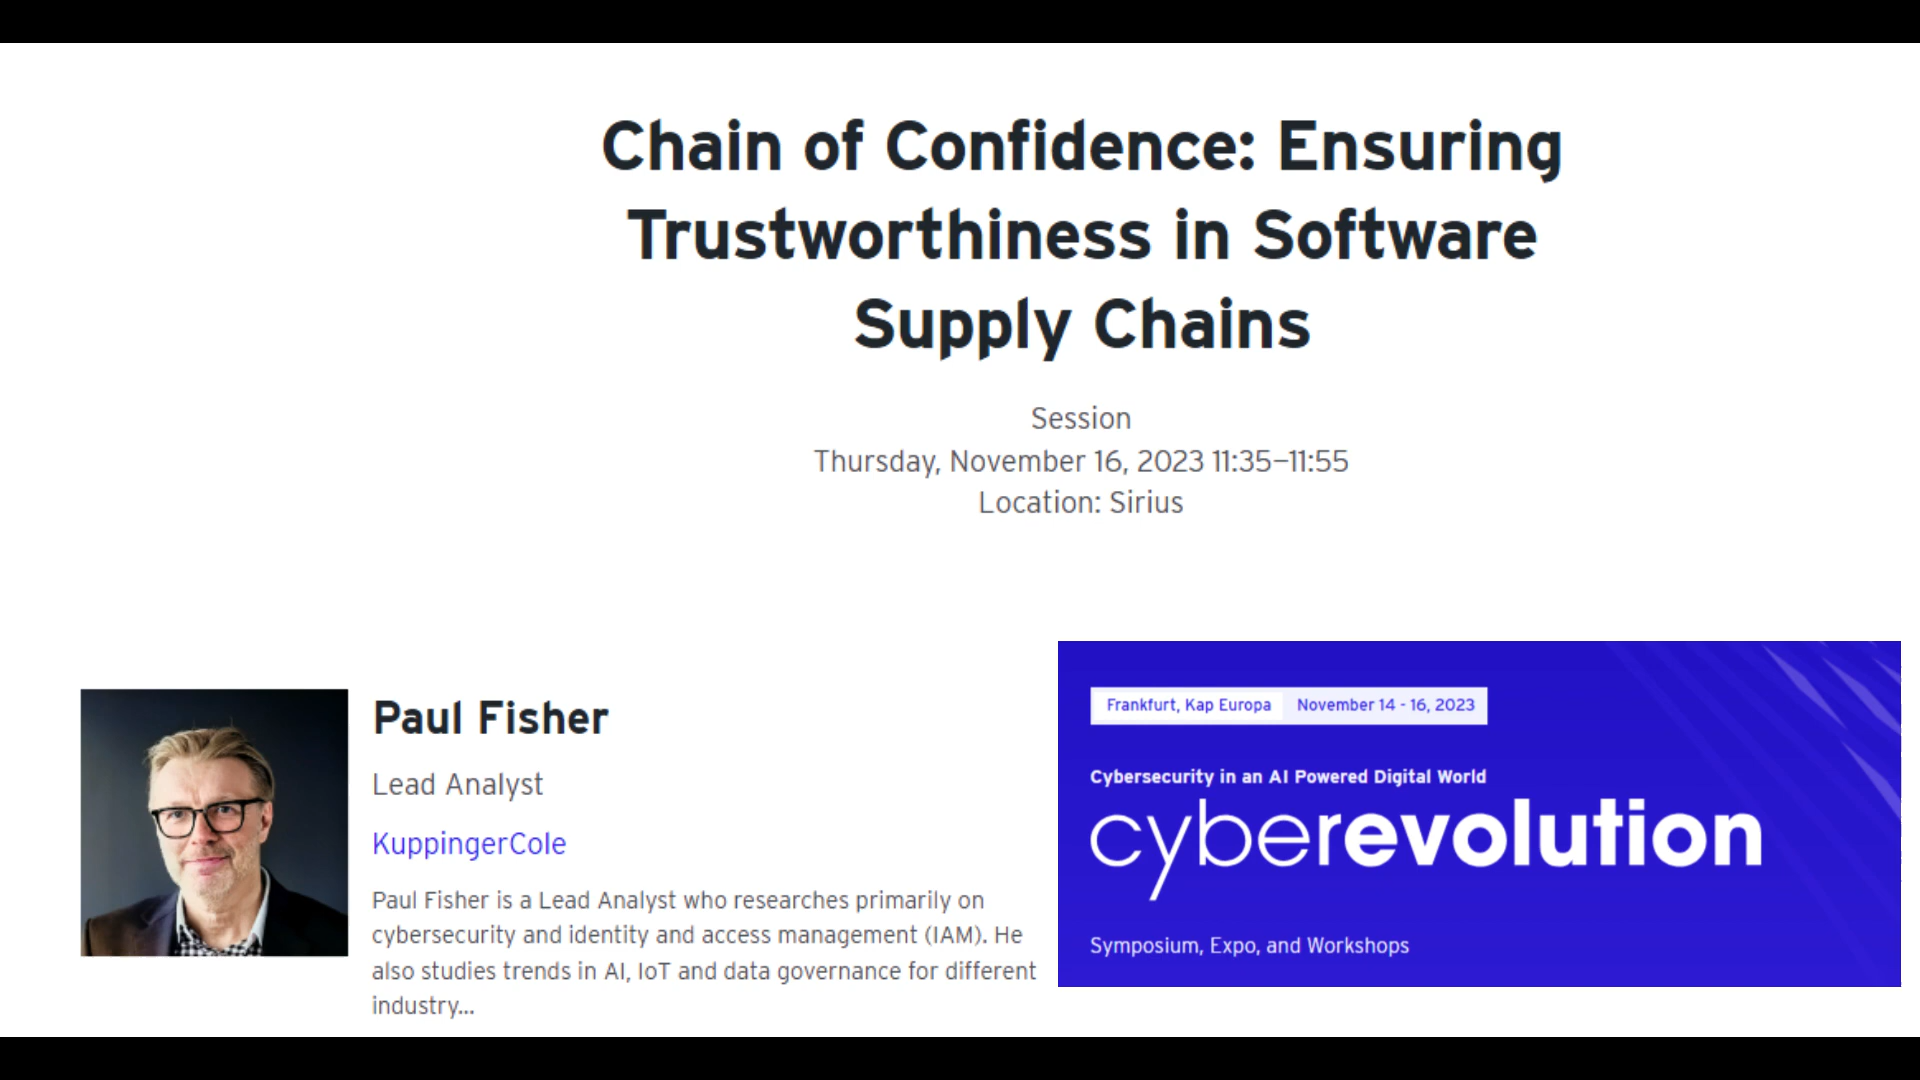 Chain of Confidence: Ensuring
Trustworthiness in Software
Supply Chains
Session
Thursday, November 16, 2023 11:35–11:55
Location: Sirius
Paul Fisher
Lead Analyst
KuppingerCole
Paul Fisher is a Lead Analyst who researches primarily on
cybersecurity and identity and access management (IAM). He
also studies trends in AI, IoT and data governance for different
industry...
Frankfurt, Kap Europa November 14 - 16, 2023
Cybersecurity in an AI Powered Digital World
cyberevolution
Symposium, Expo, and Workshops